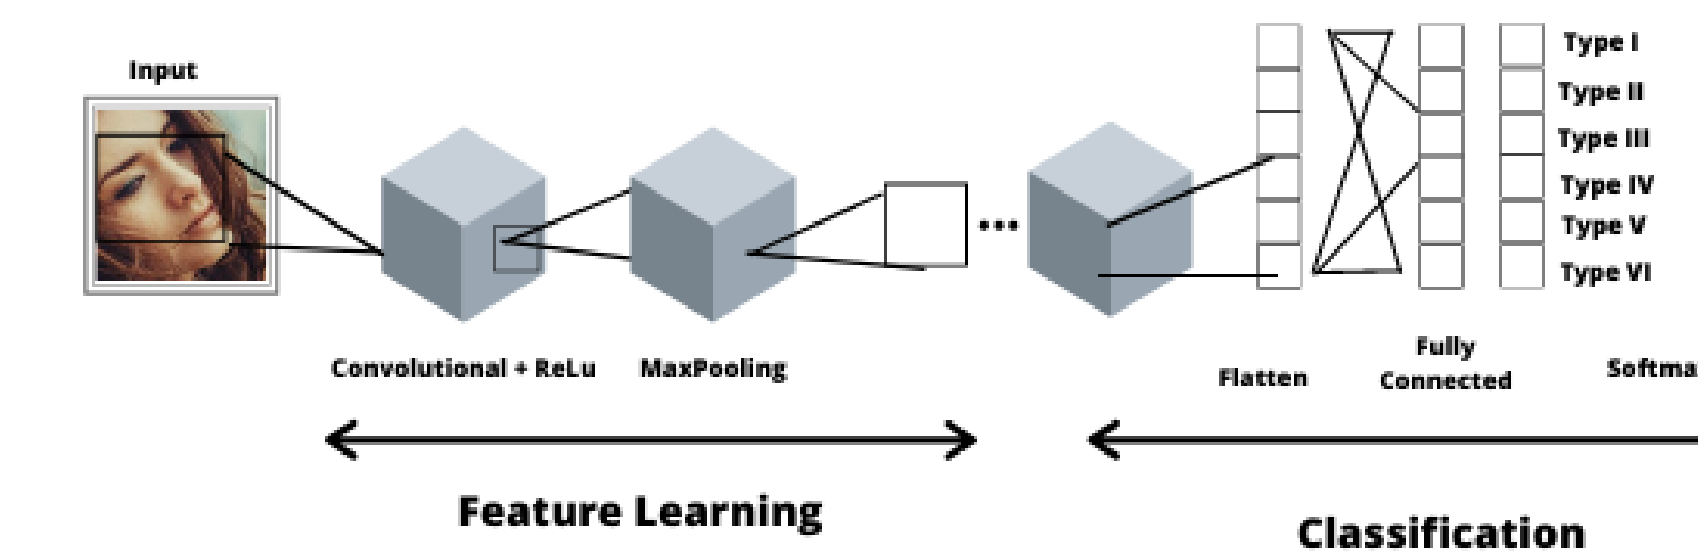 Input
Type I
Type II
Type III
Type IV
Type V
Type VI
Convolutional + ReLu
MaxPooling
Flatten
Fully
Connected
Softma
Feature Learning
Classification